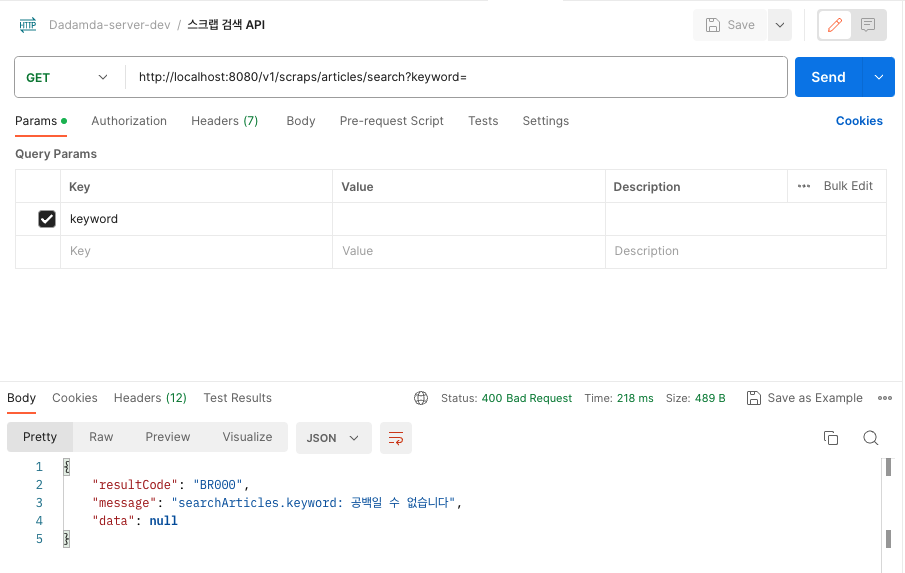 HTTP Dadamda-server-dev / 스크랩 검색 API Save
GET http://localhost:8080/v1/scraps/articles/search?keyword= Send
Params Authorization Headers (7) Body Pre-request Script Tests Settings Cookies
Query Params
Key Value Description Bulk Edit
keyword
Key Value Description
Body Cookies Headers (12) Test Results Status: 400 Bad Request Time: 218 ms Size: 489 B Save as Example
Pretty Raw Preview Visualize JSON
1 {
2 "resultCode": "BR000",
3 "message": "searchArticles.keyword: 공백일 수 없습니다",
4 "data": null
5 }